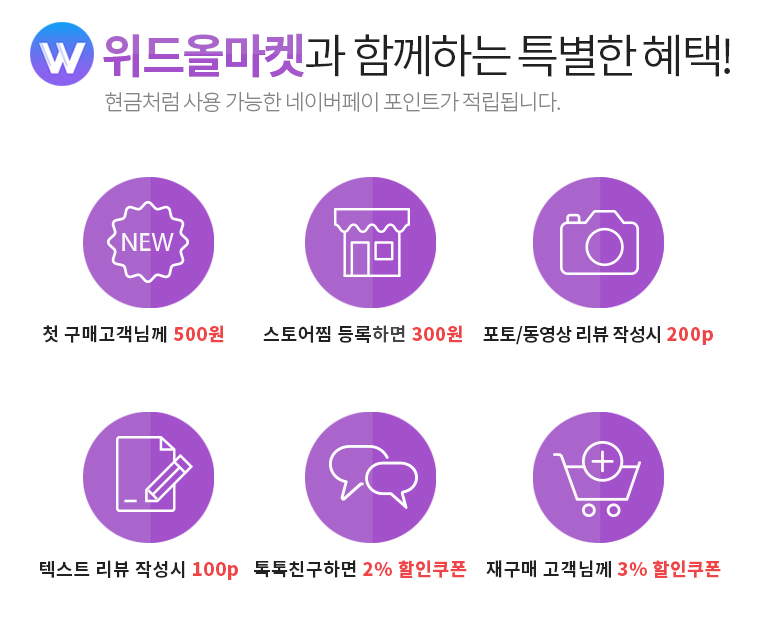 W 위드올마켓과 함께하는 특별한 혜택!
현금처럼 사용 가능한 네이버페이 포인트가 적립됩니다.
NEW
첫 구매고객님께 500원
스토어찜 등록하면 300원
포토/동영상 리뷰 작성시 200p
텍스트 리뷰 작성시 100p
톡톡친구하면 2% 할인쿠폰
재구매 고객님께 3% 할인쿠폰